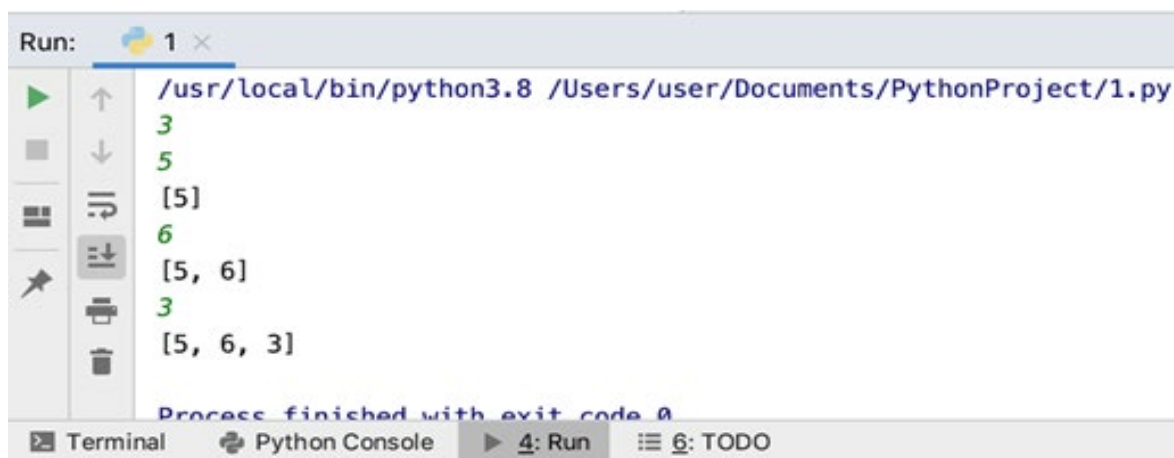 Run: 1
/usr/local/bin/python3.8 /Users/user/Documents/PythonProject/1.py
3
5
[5]
6
[5, 6]
3
[5, 6, 3]
Process finished with exit code 0
Terminal Python Console 4: Run 6: TODO